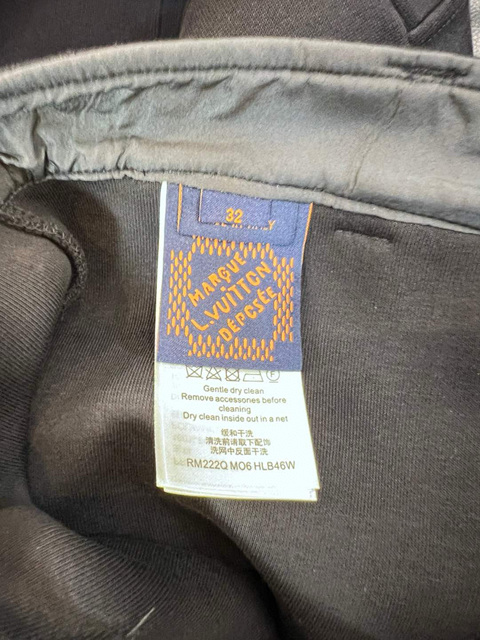 32
MARQUE
L.VUITTON
DÉPOSÉE
Gentle dry clean
Remove accessories before
cleaning
Dry clean inside out in a net
缓和干洗
清洗前请取下配饰
洗网中反面干洗
RM222Q MO6 HLB46W